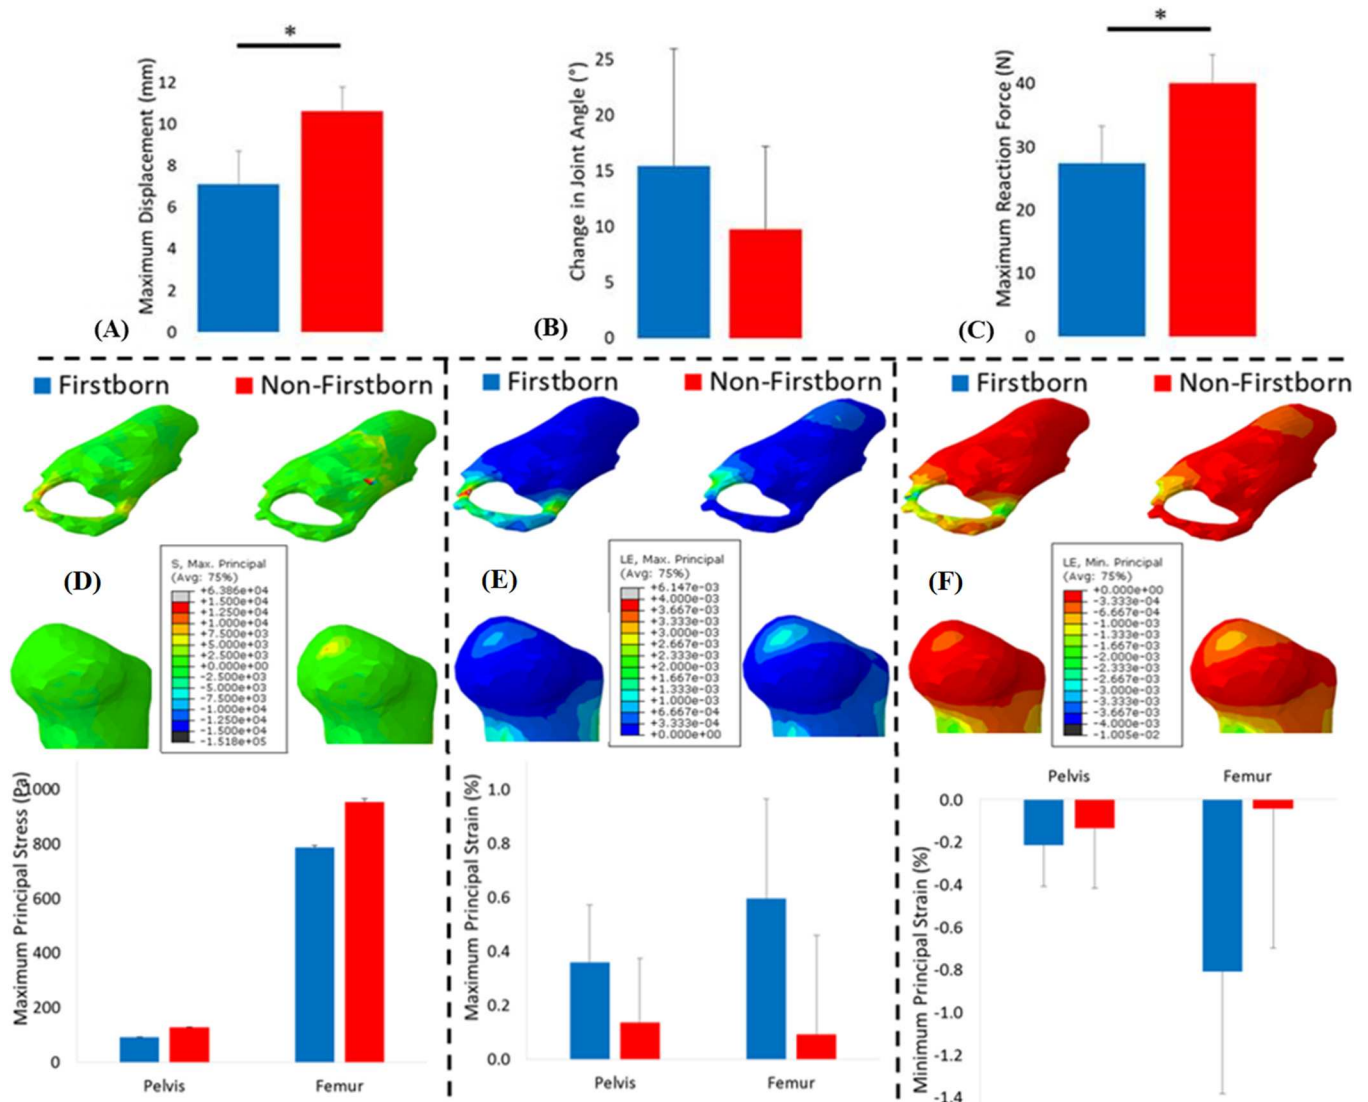 *
Maximum Displacement (mm)
12
10
8
6
4
2
0
(A)
Change in Joint Angle (°)
25
20
15
10
5
0
(B)
*
Maximum Reaction Force (N)
40
30
20
10
0
(C)
Firstborn
Non-Firstborn
S, Max. Principal
(Avg: 75%)
+6.386e+04
+1.500e+04
+1.250e+04
+1.000e+04
+7.500e+03
+5.000e+03
+2.500e+03
+0.000e+00
-2.500e+03
-5.000e+03
-7.500e+03
-1.000e+04
-1.250e+04
-1.500e+04
-1.518e+05
(D)
Maximum Principal Stress (Pa)
1000
800
600
400
200
0
Pelvis
Femur
Firstborn
Non-Firstborn
LE, Max. Principal
(Avg: 75%)
+6.147e-03
+4.000e-03
+3.667e-03
+3.333e-03
+3.000e-03
+2.667e-03
+2.333e-03
+2.000e-03
+1.667e-03
+1.333e-03
+1.000e-03
+6.667e-04
+3.333e-04
+0.000e+00
(E)
Maximum Principal Strain (%)
1.0
0.8
0.6
0.4
0.2
0.0
Pelvis
Femur
Firstborn
Non-Firstborn
LE, Min. Principal
(Avg: 75%)
+0.000e+00
-3.333e-04
-6.667e-04
-1.000e-03
-1.333e-03
-1.667e-03
-2.000e-03
-2.333e-03
-2.667e-03
-3.000e-03
-3.333e-03
-3.667e-03
-4.000e-03
-1.005e-02
(F)
Pelvis
Femur
Minimum Principal Strain (%)
0.0
-0.2
-0.4
-0.6
-0.8
-1.0
-1.2
-1.4